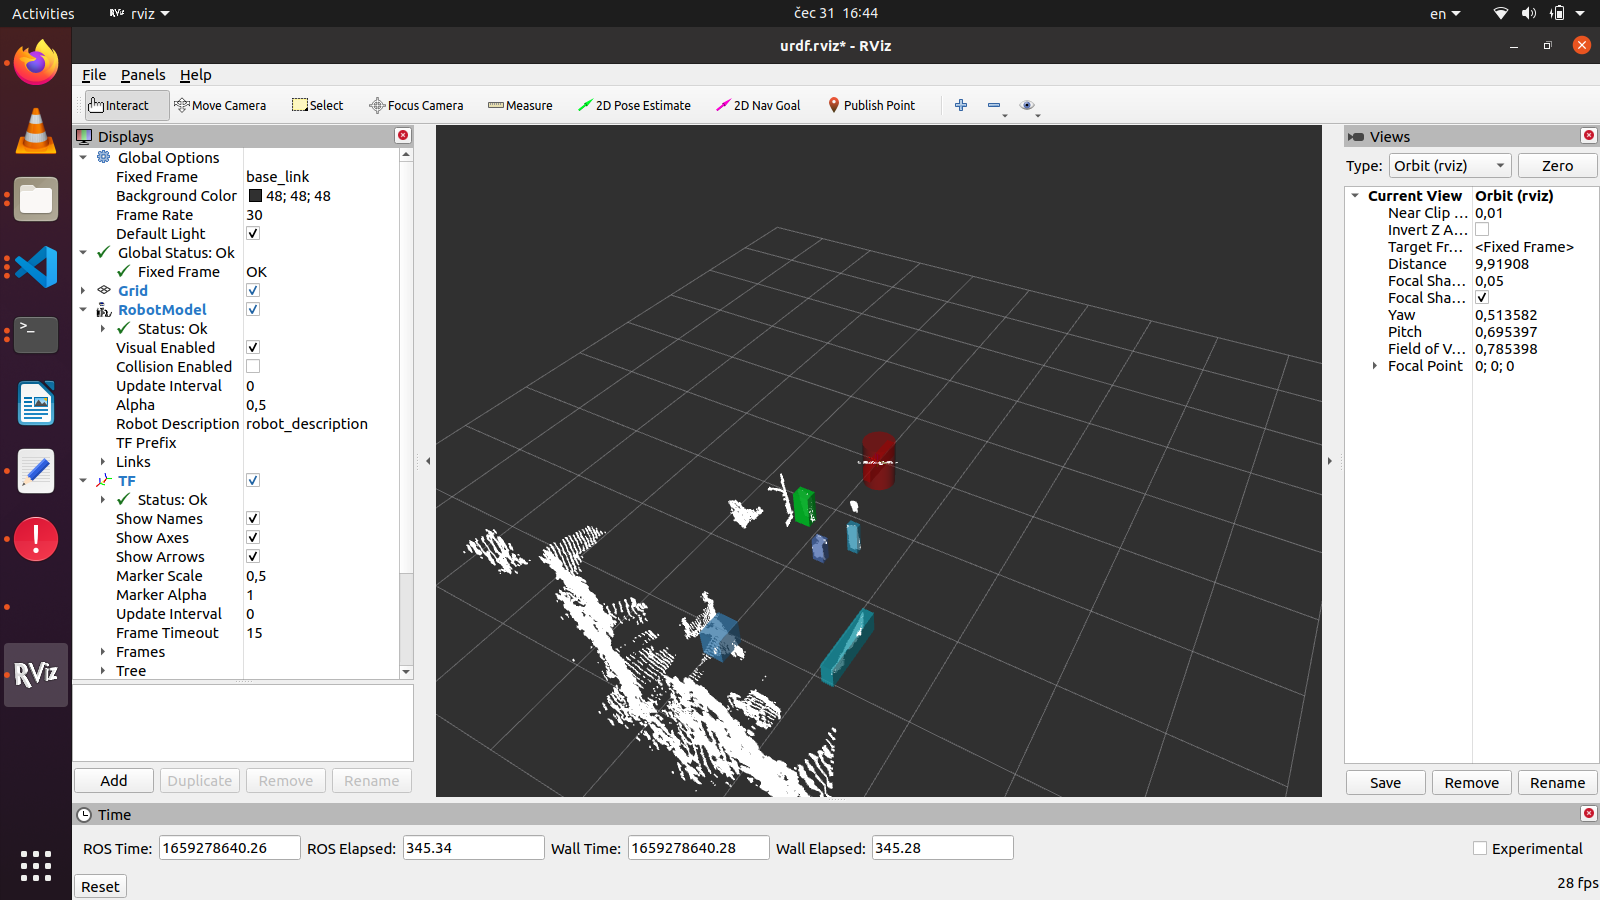 Activities RViz rviz čec 31 16:44 en
urdf.rviz* - RViz
File Panels Help
Interact Move Camera Select Focus Camera Measure 2D Pose Estimate 2D Nav Goal Publish Point
Displays
Global Options
Fixed Frame base_link
Background Color 48; 48; 48
Frame Rate 30
Default Light
Global Status: Ok
Fixed Frame OK
Grid
RobotModel
Status: Ok
Visual Enabled
Collision Enabled
Update Interval 0
Alpha 0,5
Robot Description robot_description
TF Prefix
Links
TF
Status: Ok
Show Names
Show Axes
Show Arrows
Marker Scale 0,5
Marker Alpha 1
Update Interval 0
Frame Timeout 15
Frames
Tree
Add Duplicate Remove Rename
Views
Type: Orbit (rviz) Zero
Current View Orbit (rviz)
Near Clip ... 0,01
Invert Z A...
Target Fr... <Fixed Frame>
Distance 9,91908
Focal Sha... 0,05
Focal Sha...
Yaw 0,513582
Pitch 0,695397
Field of V... 0,785398
Focal Point 0; 0; 0
Save Remove Rename
RViz
Time
ROS Time: 1659278640.26 ROS Elapsed: 345.34 Wall Time: 1659278640.28 Wall Elapsed: 345.28 Experimental
Reset 28 fps